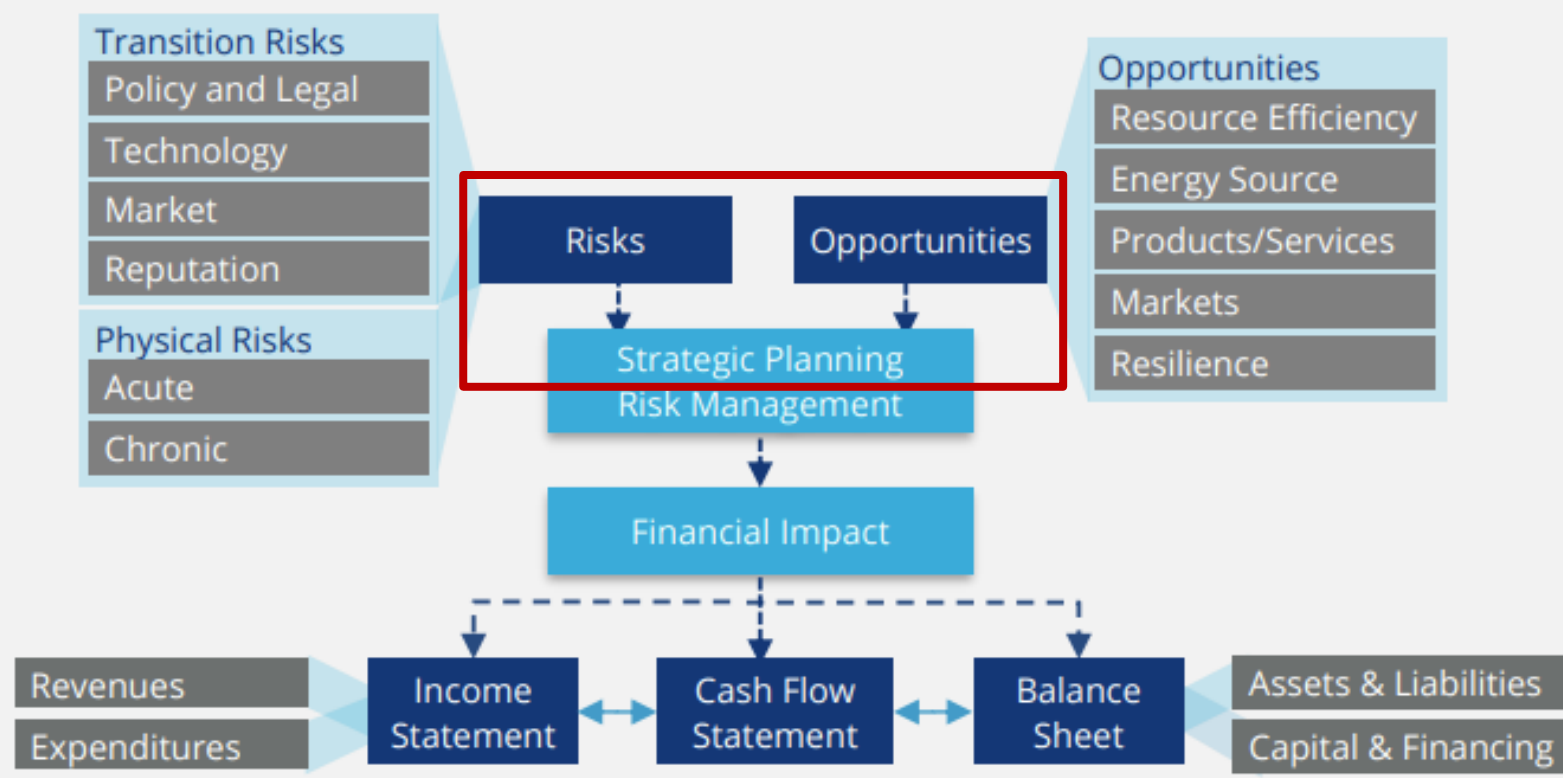 Transition Risks
Policy and Legal
Technology
Market
Reputation
Physical Risks
Acute
Chronic
Risks
Opportunities
Opportunities
Resource Efficiency
Energy Source
Products/Services
Markets
Resilience
Strategic Planning
Risk Management
Financial Impact
Revenues
Expenditures
Income
Statement
Cash Flow
Statement
Balance
Sheet
Assets & Liabilities
Capital & Financing